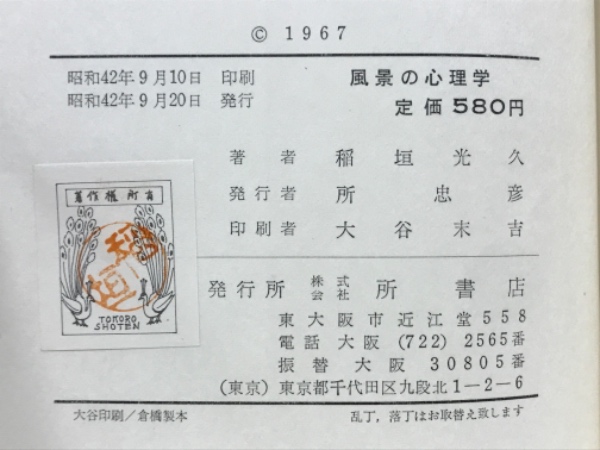 © 1967
昭和42年9月10日 印刷
昭和42年9月20日 発行
風景の心理学
定価 580円
著者 稲垣光久
発行者 所忠彦
印刷者 大谷末吉
有所權作著
稲垣
TOKORO
SHOTEN
発行所 株式会社 所書店
東大阪市近江堂558
電話 大阪 (722) 2565番
振替 大阪 30805番
(東京) 東京都千代田区九段北1-2-6
大谷印刷/倉橋製本
乱丁,落丁はお取替え致します